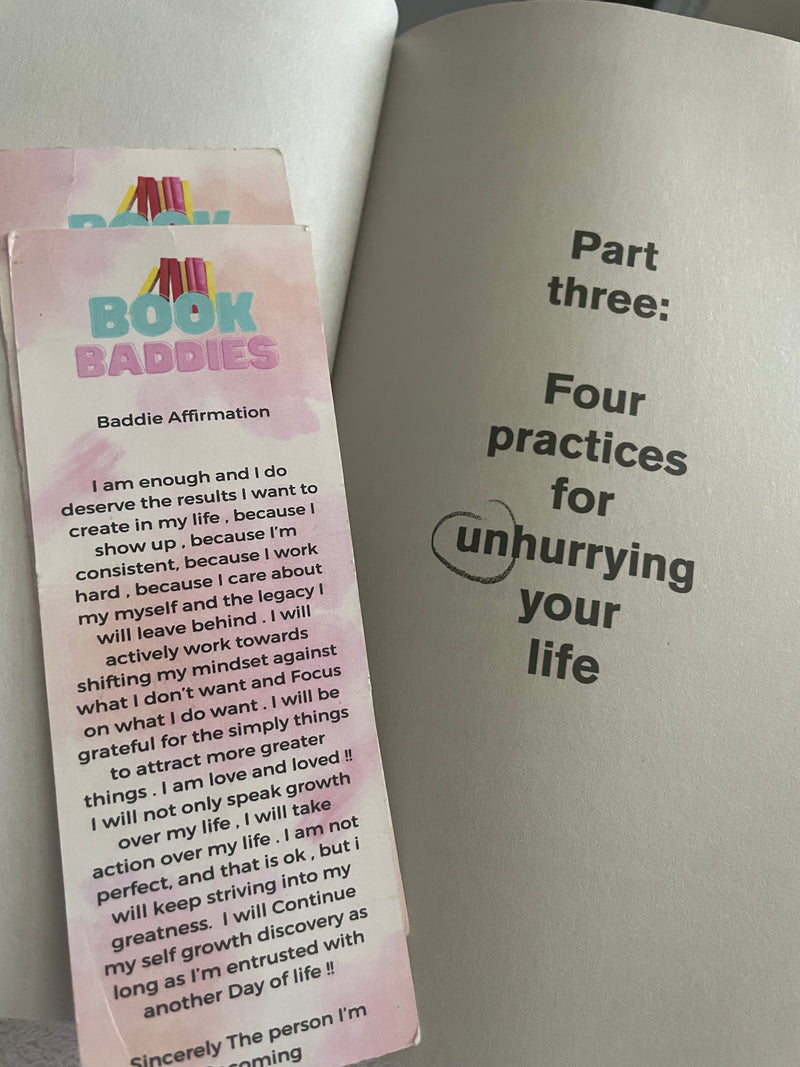 BOOK
BOOK
BADDIES
Baddie Affirmation
I am enough and I do
deserve the results I want to
create in my life , because I
show up , because I'm
consistent, because I work
hard , because I care about
my myself and the legacy I
will leave behind . I will
actively work towards
shifting my mindset against
what I don't want and Focus
on what I do want . I will be
grateful for the simply things
to attract more greater
things . I am love and loved !!
I will not only speak growth
over my life , I will take
action over my life . I am not
perfect, and that is ok , but i
will keep striving into my
greatness. I will Continue
my self growth discovery as
long as I'm entrusted with
another Day of life !!
Sincerely The person I'm
Part
three:
Four
practices
for
unhurrying
your
life